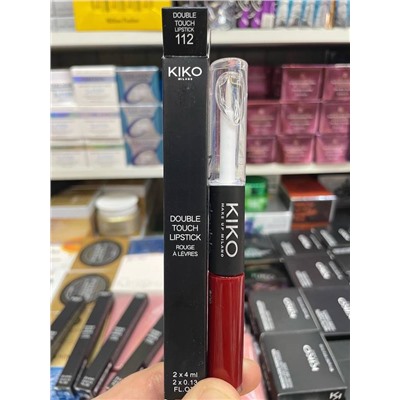 DOUBLE
TOUCH
LIPSTICK
112
KIKO
MILANO
DOUBLE
TOUCH
LIPSTICK
ROUGE
A LÈVRES
2 x 4 ml
2 x 0.13
FL.OZ
KIKO
MAKE UP MILANO
KIKO